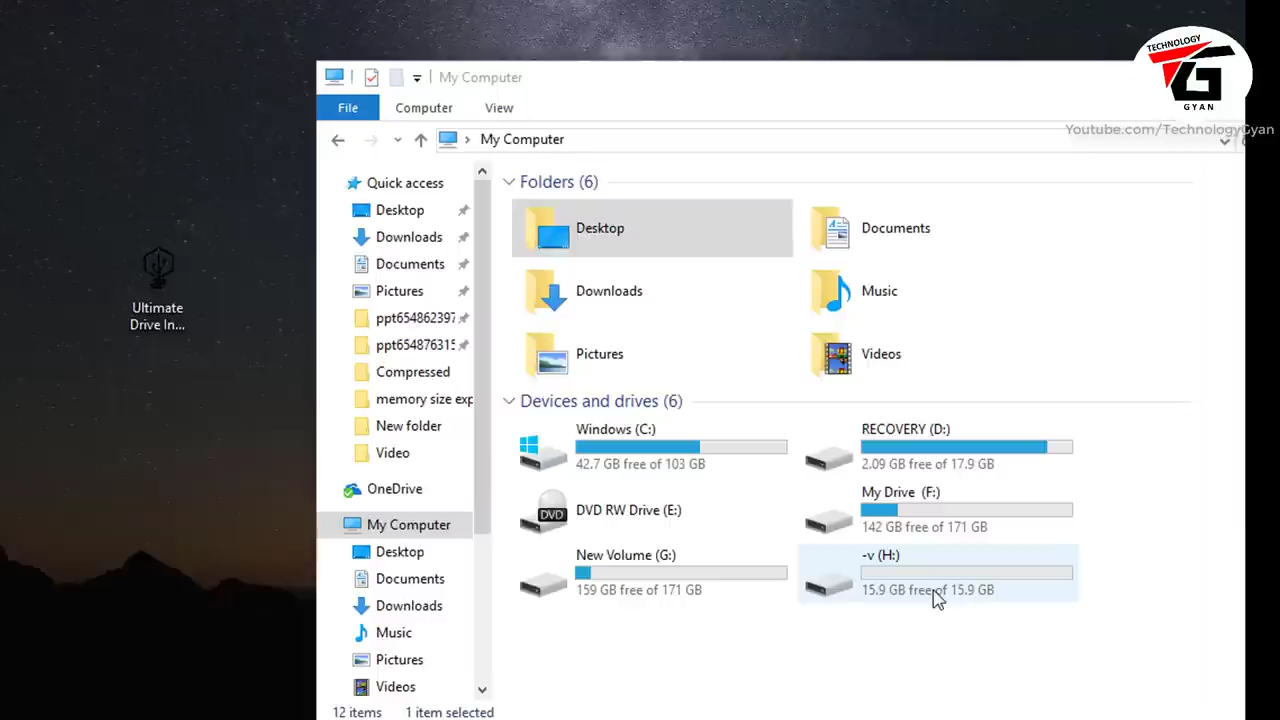 TECHNOLOGY
TG
GYAN
Youtube.com/TechnologyGyan
My Computer
File
Computer
View
My Computer
Quick access
Desktop
Downloads
Documents
Pictures
ppt654862397
ppt654876315
Compressed
memory size exp
New folder
Video
OneDrive
My Computer
Desktop
Documents
Downloads
Music
Pictures
Videos
Folders (6)
Desktop
Documents
Downloads
Music
Pictures
Videos
Devices and drives (6)
Windows (C:)
42.7 GB free of 103 GB
RECOVERY (D:)
2.09 GB free of 17.9 GB
DVD
DVD RW Drive (E:)
My Drive (F:)
142 GB free of 171 GB
New Volume (G:)
159 GB free of 171 GB
-v (H:)
15.9 GB free of 15.9 GB
12 items
1 item selected
Ultimate
Drive In...